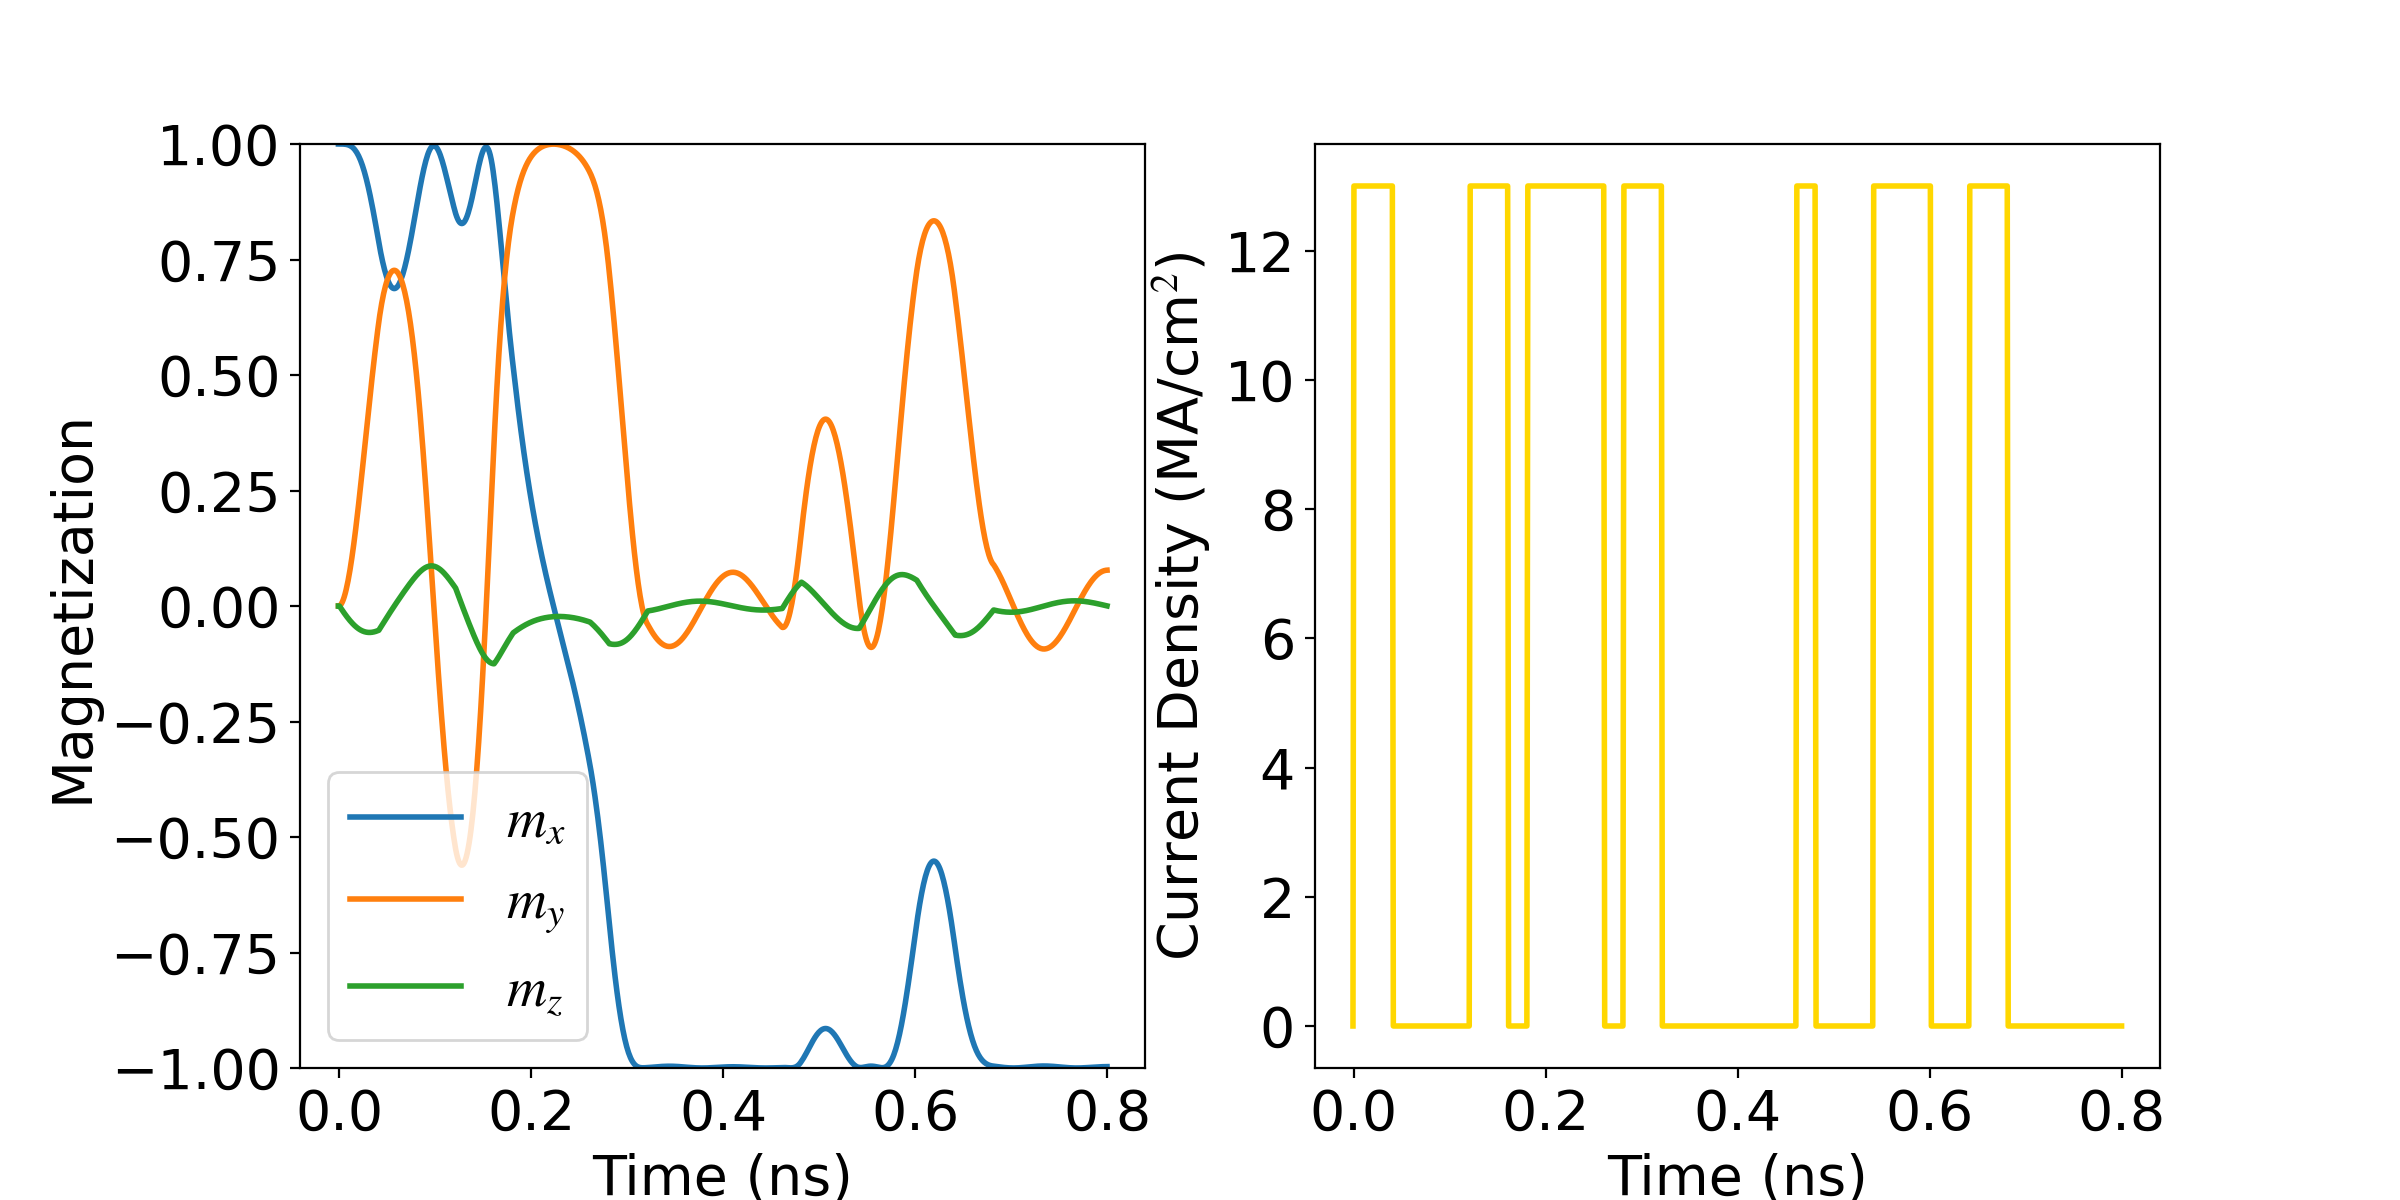 1.00
0.75
0.50
0.25
0.00
−0.25
−0.50
−0.75
−1.00
Magnetization
m_x
m_y
m_z
0.0 0.2 0.4 0.6 0.8
Time (ns)
12
10
8
6
4
2
0
Current Density (MA/cm²)
0.0 0.2 0.4 0.6 0.8
Time (ns)